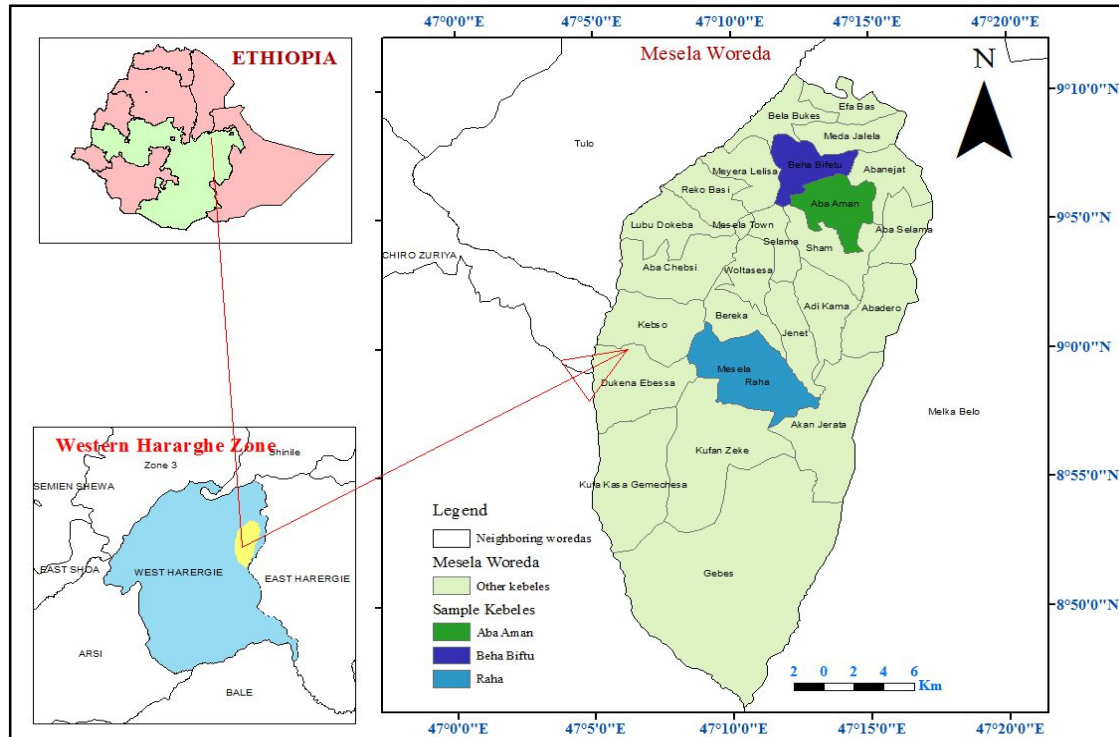 47°0'0"E 47°5'0"E 47°10'0"E 47°15'0"E 47°20'0"E
ETHIOPIA
Mesela Woreda
N
9°10'0"N
9°5'0"N
9°0'0"N
8°55'0"N
8°50'0"N
Efa Bas
Bela Bukes
Meda Jalela
Tulo
Beha Bifetu
Abanejat
Meyera Lelisa
Reko Basi
Aba Aman
Lubu Dokeba
Mesela Town
Aba Selama
Selama
Sham
CHIRO ZURIYA
Aba Chebsi
Woltasesa
Adi Kama
Abadero
Kebso
Bereka
Jenet
Mesela
Raha
Dukena Ebessa
Melka Belo
Akan Jerata
Kufan Zeke
Kufa Kasa Gemechesa
Gebes
Western Hararghe Zone
Zone 3
Shinile
SEMIEN SHEWA
EAST SHOA
WEST HARERGIE
EAST HARERGIE
ARSI
BALE
Legend
Neighboring woredas
Mesela Woreda
Other kebeles
Sample Kebeles
Aba Aman
Beha Biftu
Raha
2 0 2 4 6
Km
47°0'0"E 47°5'0"E 47°10'0"E 47°15'0"E 47°20'0"E